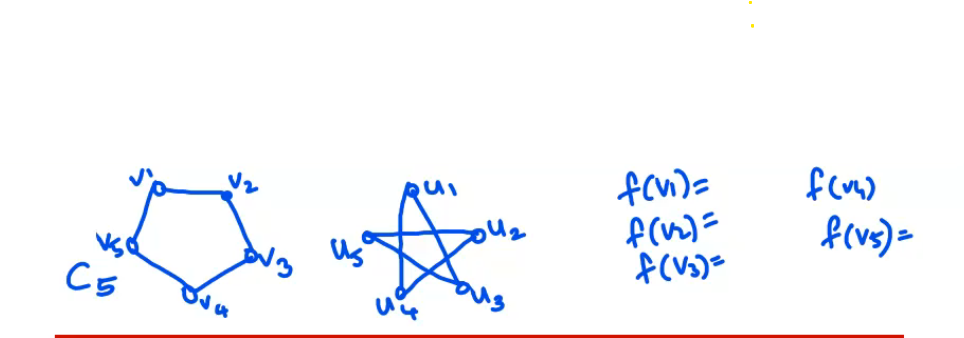 v1
v2
v5
v3
v4
C5
u1
u2
u5
u4
u3
f(v1)=
f(v2)=
f(v3)=
f(v4)
f(v5)=